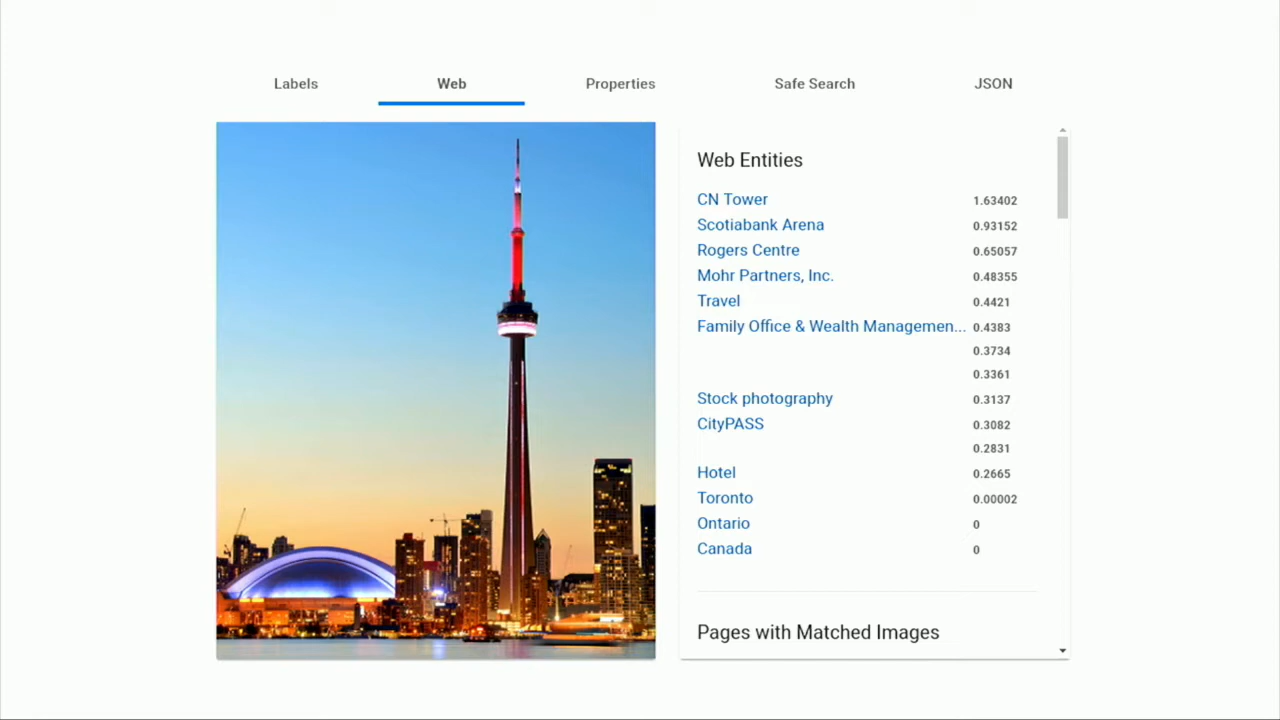 Labels Web Properties Safe Search JSON
Web Entities
CN Tower 1.63402
Scotiabank Arena 0.93152
Rogers Centre 0.65057
Mohr Partners, Inc. 0.48355
Travel 0.4421
Family Office & Wealth Managemen... 0.4383
0.3734
0.3361
Stock photography 0.3137
CityPASS 0.3082
0.2831
Hotel 0.2665
Toronto 0.00002
Ontario 0
Canada 0
Pages with Matched Images